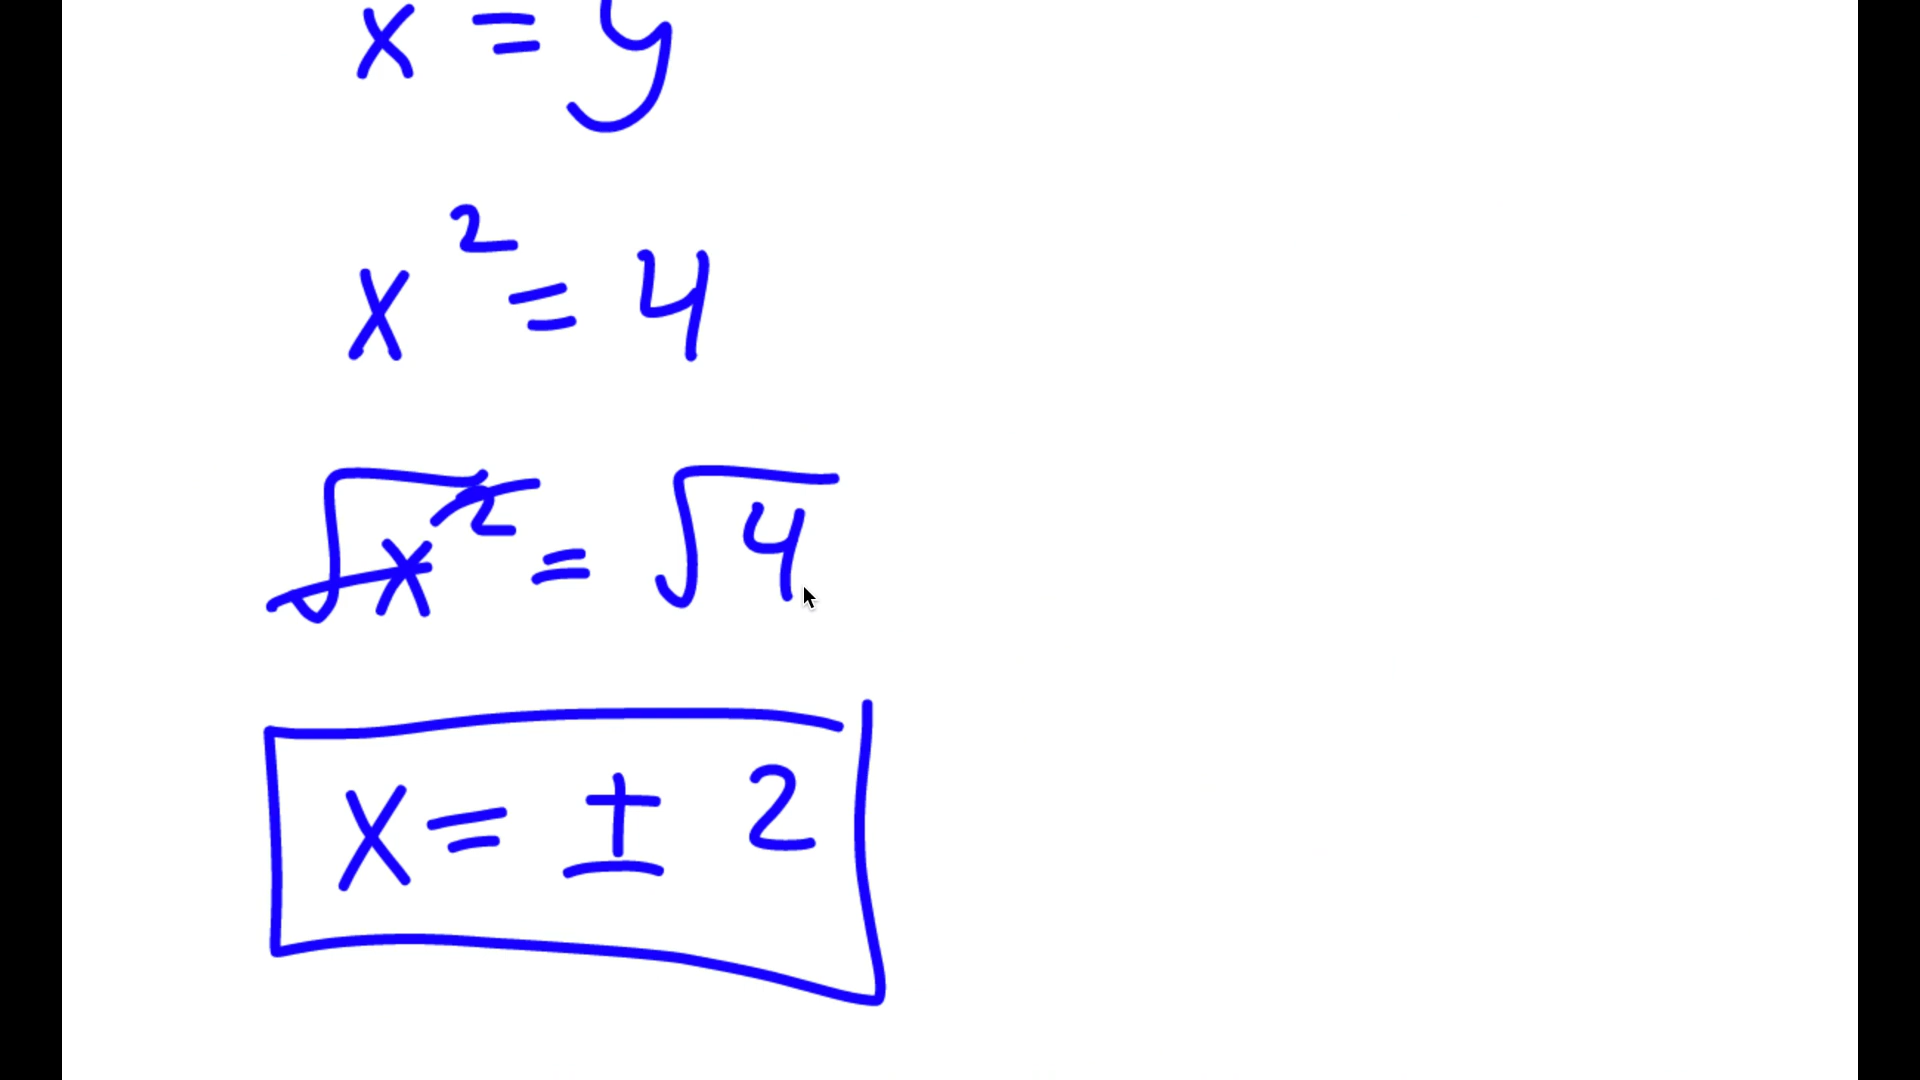 x = y
x² = 4
√x² = √4
x = ± 2